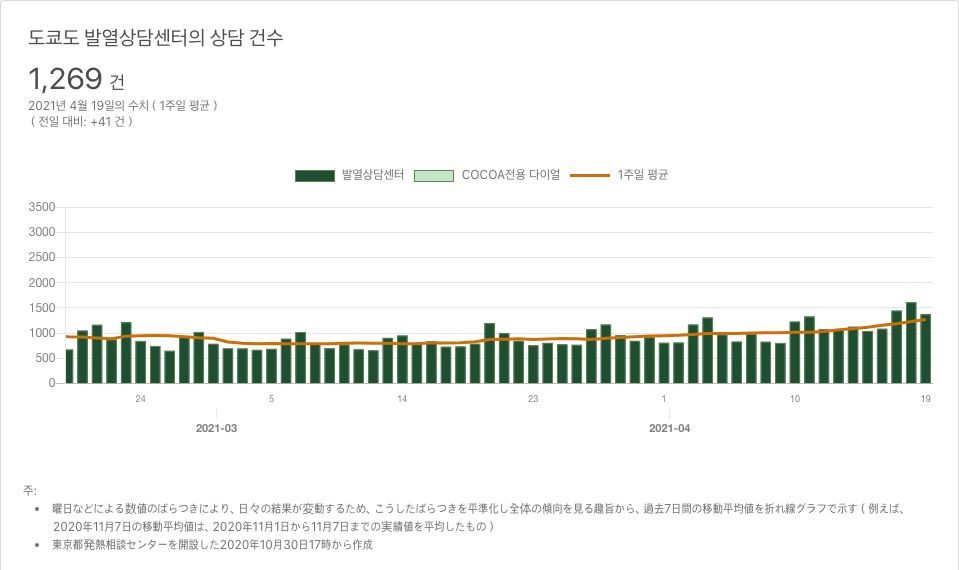 도쿄도 발열상담센터의 상담 건수
1,269 건
2021년 4월 19일의 수치 ( 1주일 평균 )
( 전일 대비: +41 건 )
발열상담센터 COCOA전용 다이얼 1주일 평균
3500
3000
2500
2000
1500
1000
500
0
24 5 14 23 1 10 19
2021-03 2021-04
주:
• 曜日などによる数値のばらつきにより、日々の結果が変動するため、こうしたばらつきを平準化し全体の傾向を見る趣旨から、過去7日間の移動平均値を折れ線グラフで示す ( 例えば、
2020年11月7日の移動平均値は、2020年11月1日から11月7日までの実績値を平均したもの )
• 東京都発熱相談センターを開設した2020年10月30日17時から作成